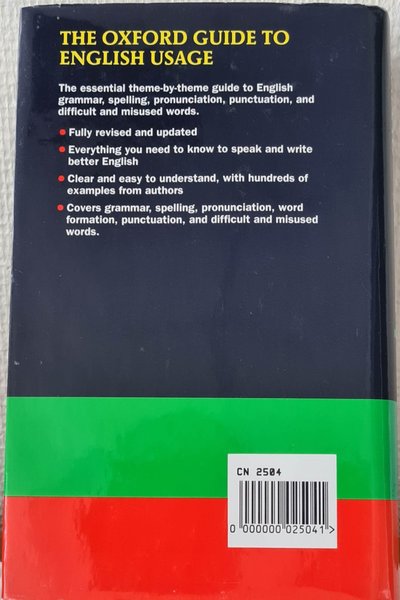 THE OXFORD GUIDE TO
ENGLISH USAGE
The essential theme-by-theme guide to English
grammar, spelling, pronunciation, punctuation, and
difficult and misused words.
• Fully revised and updated
• Everything you need to know to speak and write
better English
• Clear and easy to understand, with hundreds of
examples from authors
• Covers grammar, spelling, pronunciation, word
formation, punctuation, and difficult and misused
words.
CN 2504
0 000000 025041>